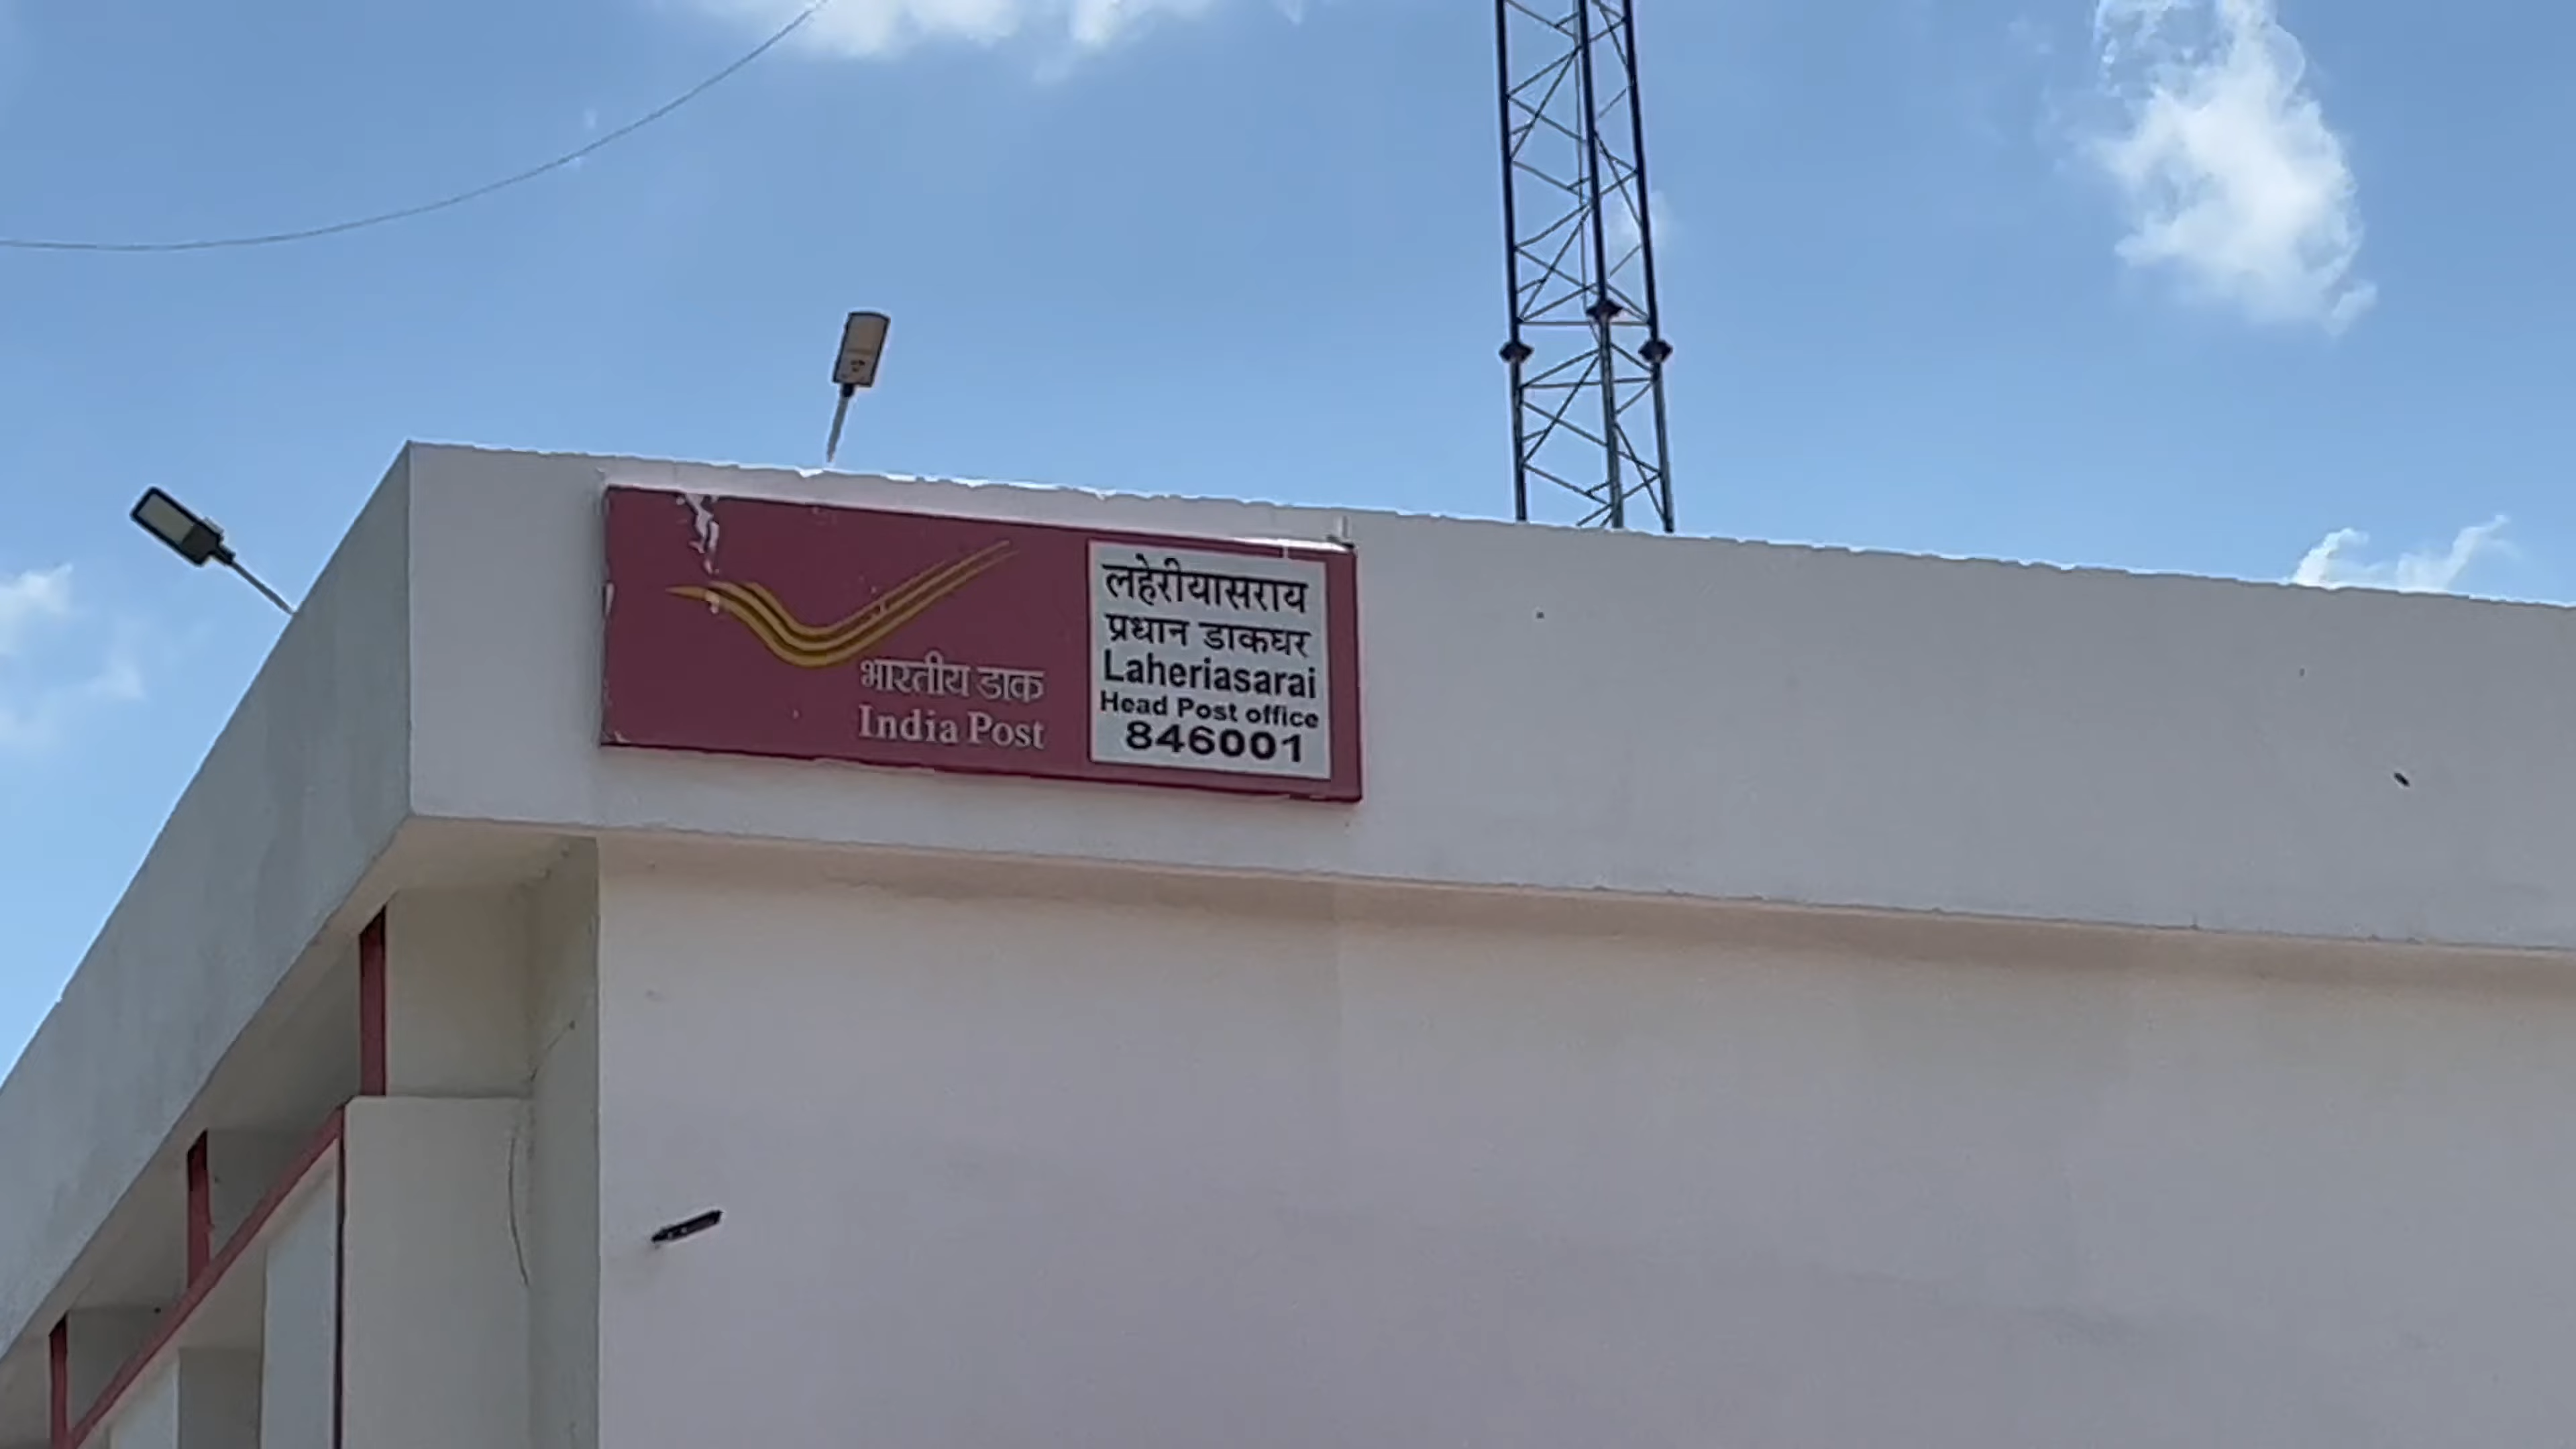 भारतीय डाक
India Post
लहेरीयासराय
प्रधान डाकघर
Laheriasarai
Head Post office
846001